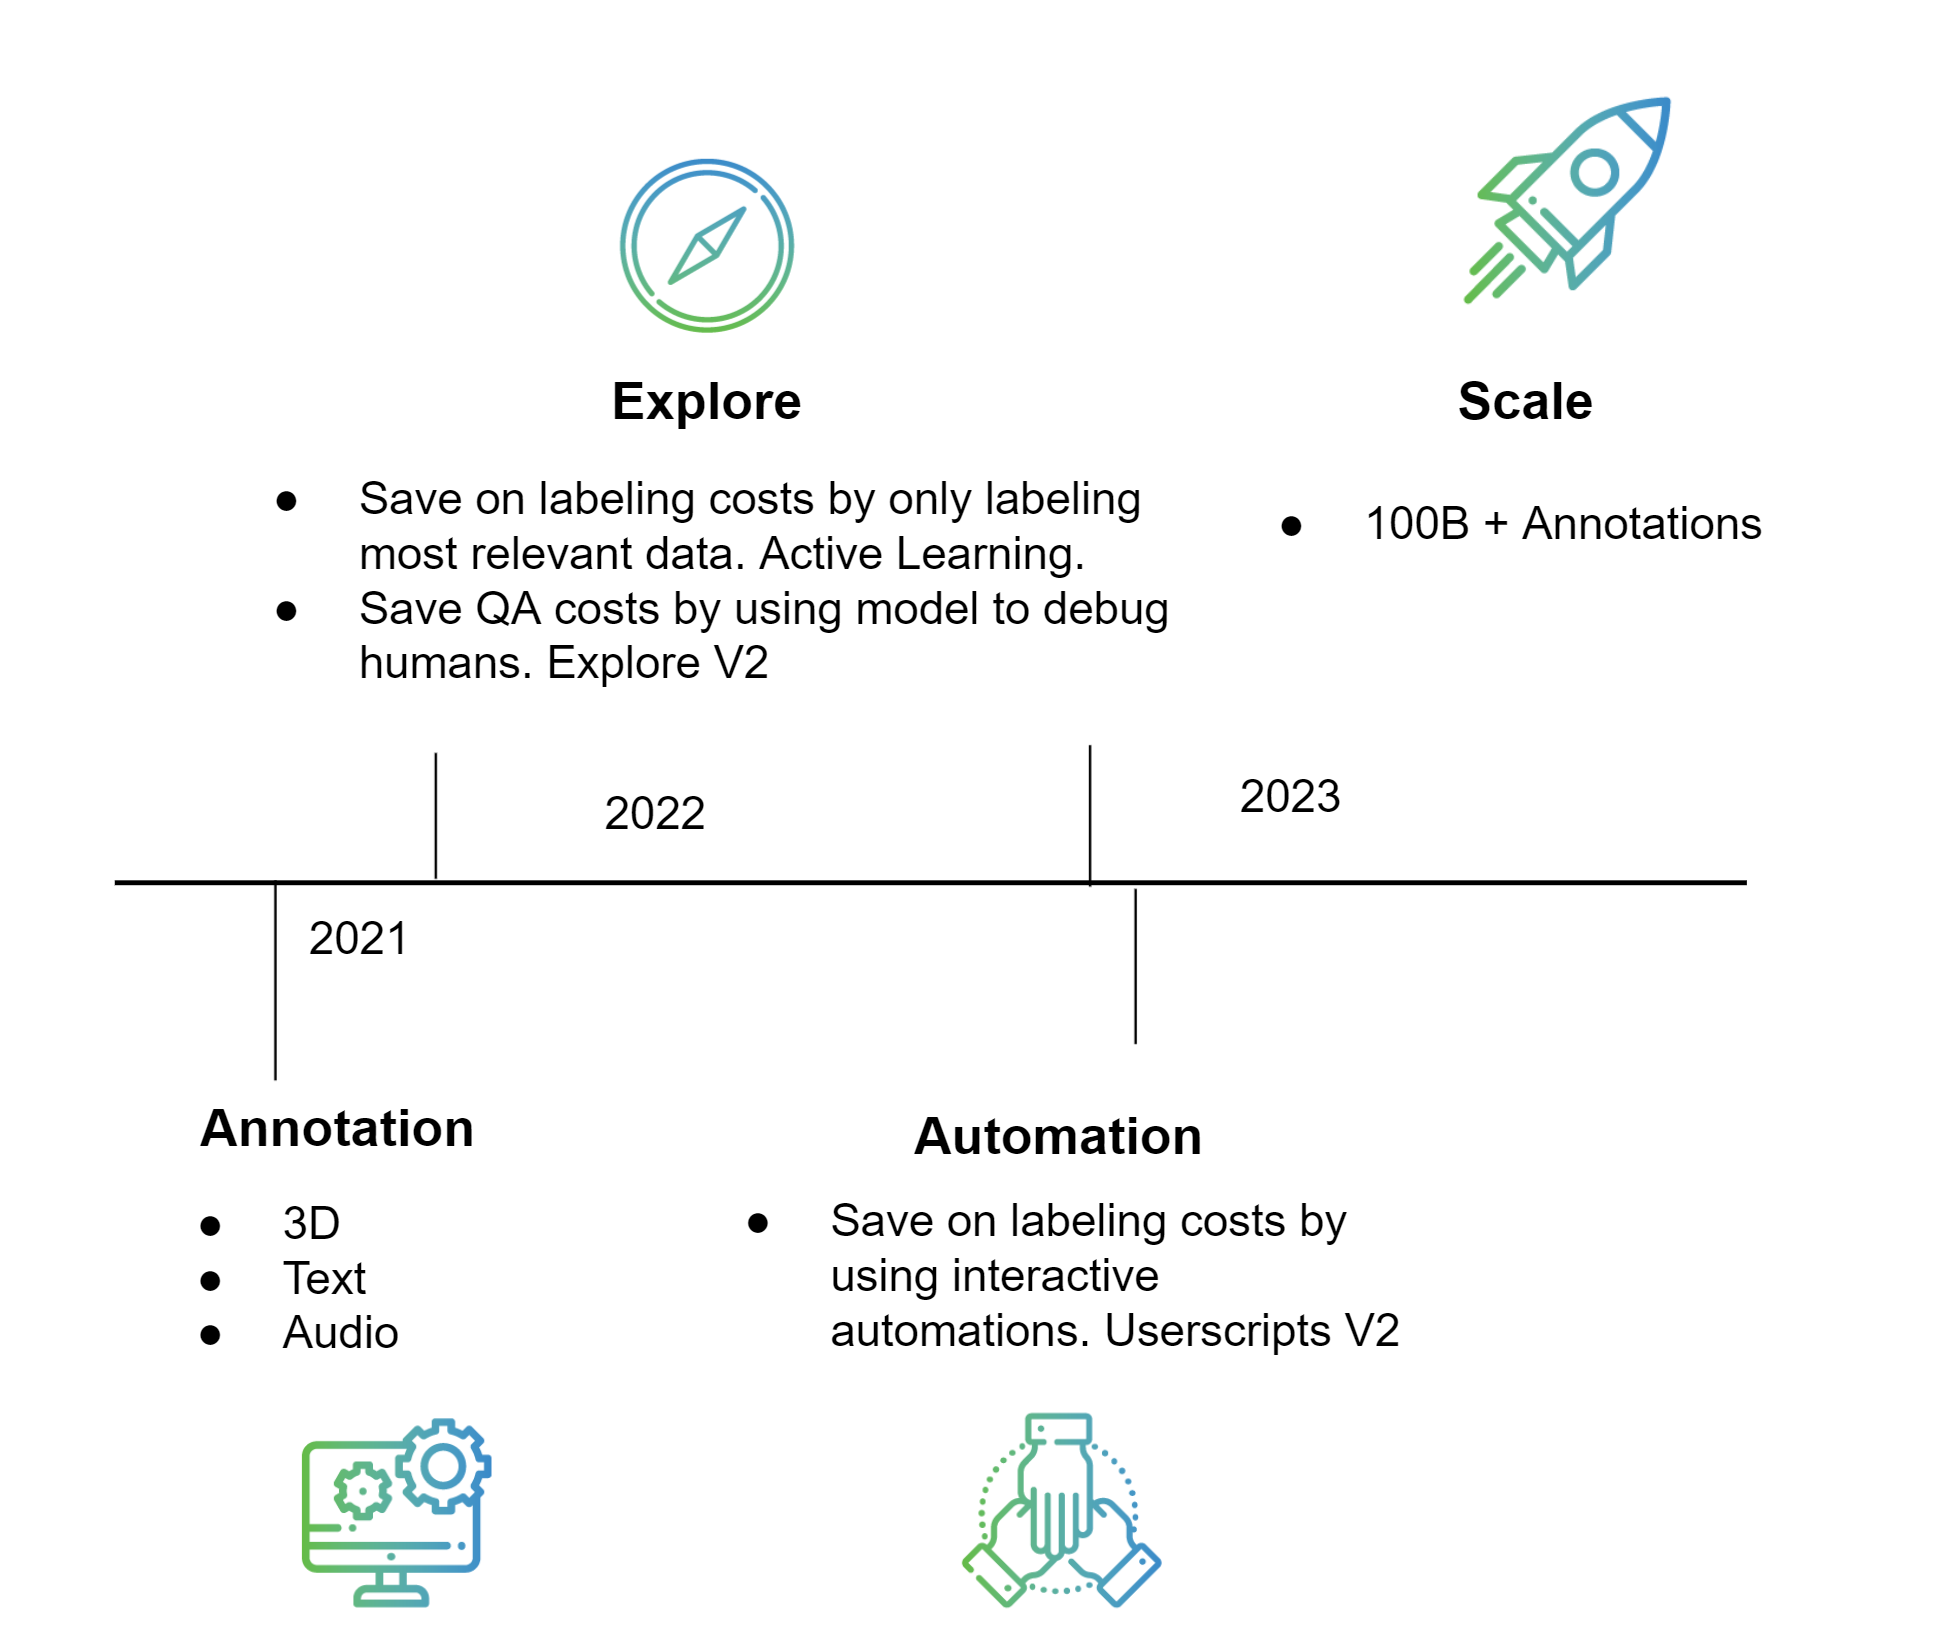 Explore
● Save on labeling costs by only labeling
most relevant data. Active Learning.
● Save QA costs by using model to debug
humans. Explore V2
Scale
● 100B + Annotations
2022
2023
2021
Annotation
● 3D
● Text
● Audio
Automation
● Save on labeling costs by
using interactive
automations. Userscripts V2